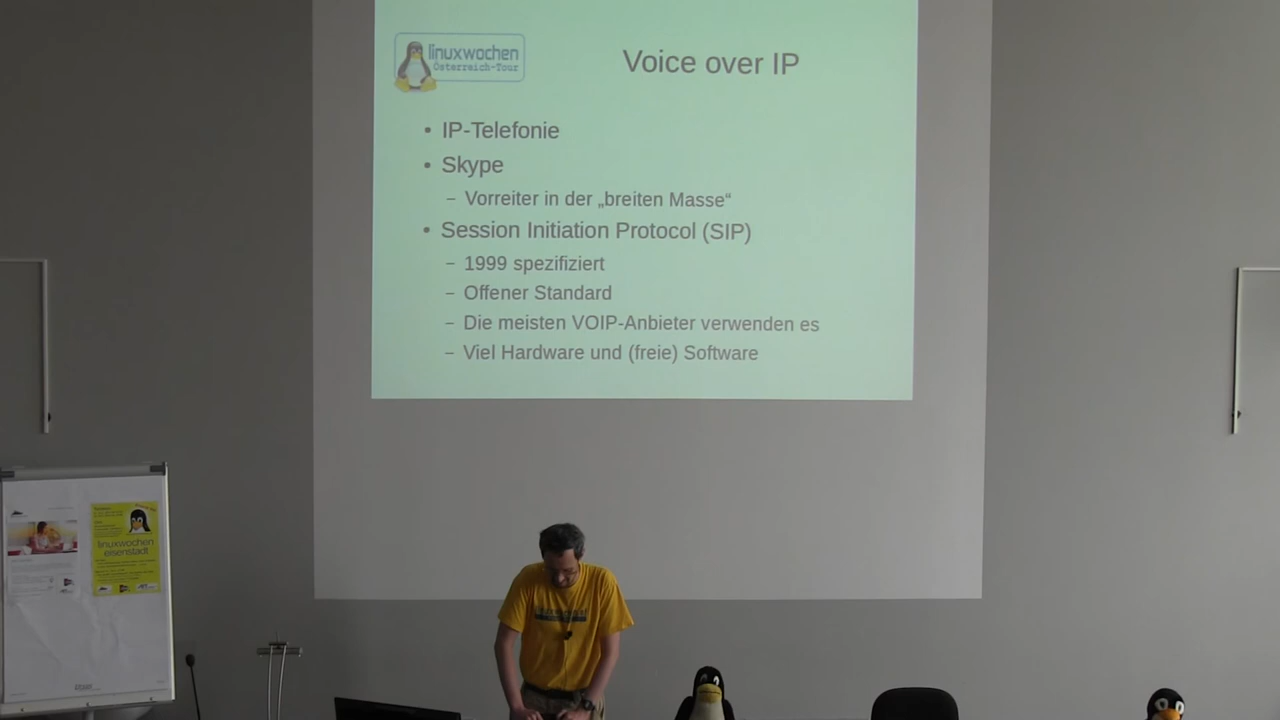 linuxwochen
Österreich-Tour
Voice over IP
• IP-Telefonie
• Skype
– Vorreiter in der „breiten Masse“
• Session Initiation Protocol (SIP)
– 1999 spezifiziert
– Offener Standard
– Die meisten VOIP-Anbieter verwenden es
– Viel Hardware und (freie) Software
linuxwochen
eisenstadt